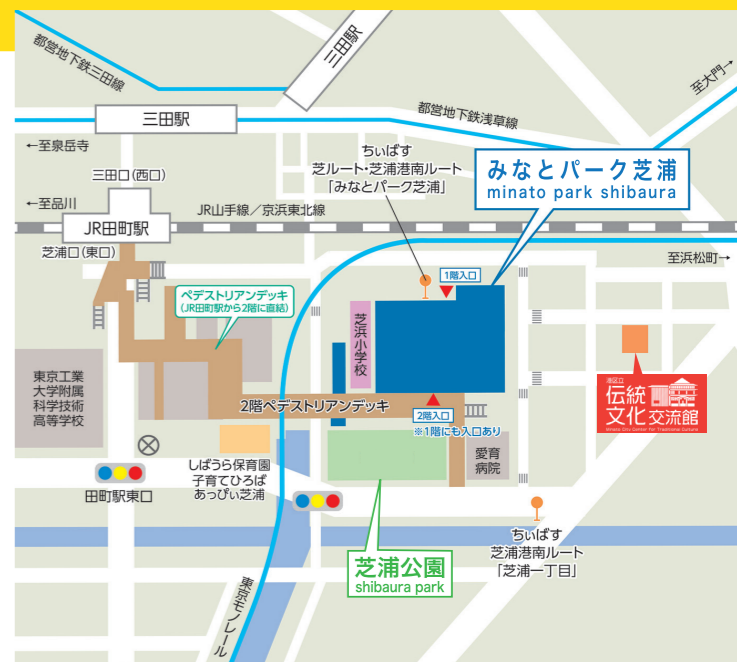 都営地下鉄三田線
三田駅
三田駅
都営地下鉄浅草線
至大門→
←至泉岳寺
三田口(西口)
ちぃばす
芝ルート・芝浦港南ルート
「みなとパーク芝浦」
みなとパーク芝浦
minato park shibaura
←至品川
JR田町駅
JR山手線/京浜東北線
芝浦口(東口)
至浜松町→
1階入口
ペデストリアンデッキ
(JR田町駅から2階に直結)
芝浜小学校
東京工業
大学附属
科学技術
高等学校
港区立
伝統
文化交流館
Minato City Center for Traditional Culture
2階ペデストリアンデッキ
2階入口
※1階にも入口あり
愛育
病院
しばうら保育園
子育てひろば
あっぴぃ芝浦
田町駅東口
ちぃばす
芝浦港南ルート
「芝浦一丁目」
芝浦公園
shibaura park
東京モノレール